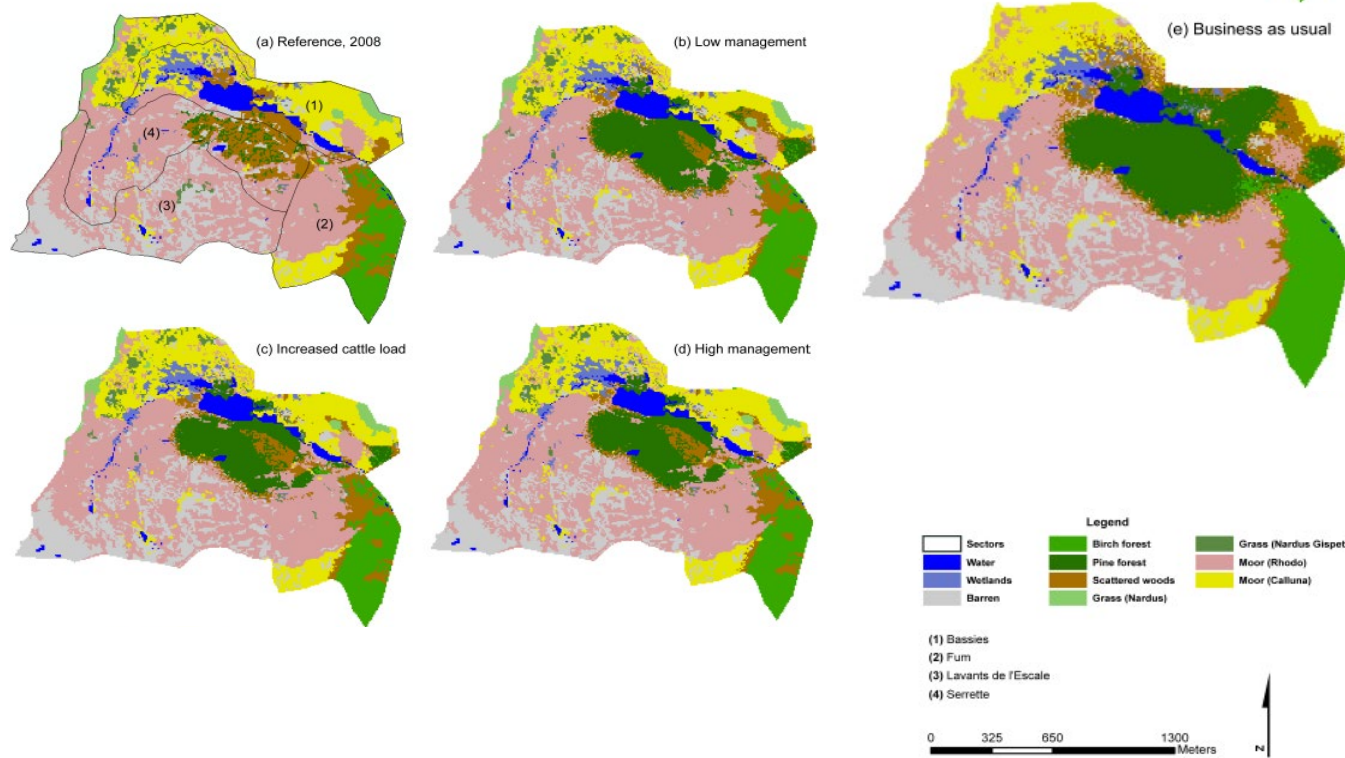 (a) Reference, 2008
(b) Low management
(e) Business as usual
(1)
(4)
(3)
(2)
(c) Increased cattle load
(d) High management
Legend
Sectors
Water
Wetlands
Barren
Birch forest
Pine forest
Scattered woods
Grass (Nardus)
Grass (Nardus Gispet
Moor (Rhodo)
Moor (Calluna)
(1) Bassies
(2) Fum
(3) Lavants de l'Escale
(4) Serrette
0 325 650 1300
Meters
N